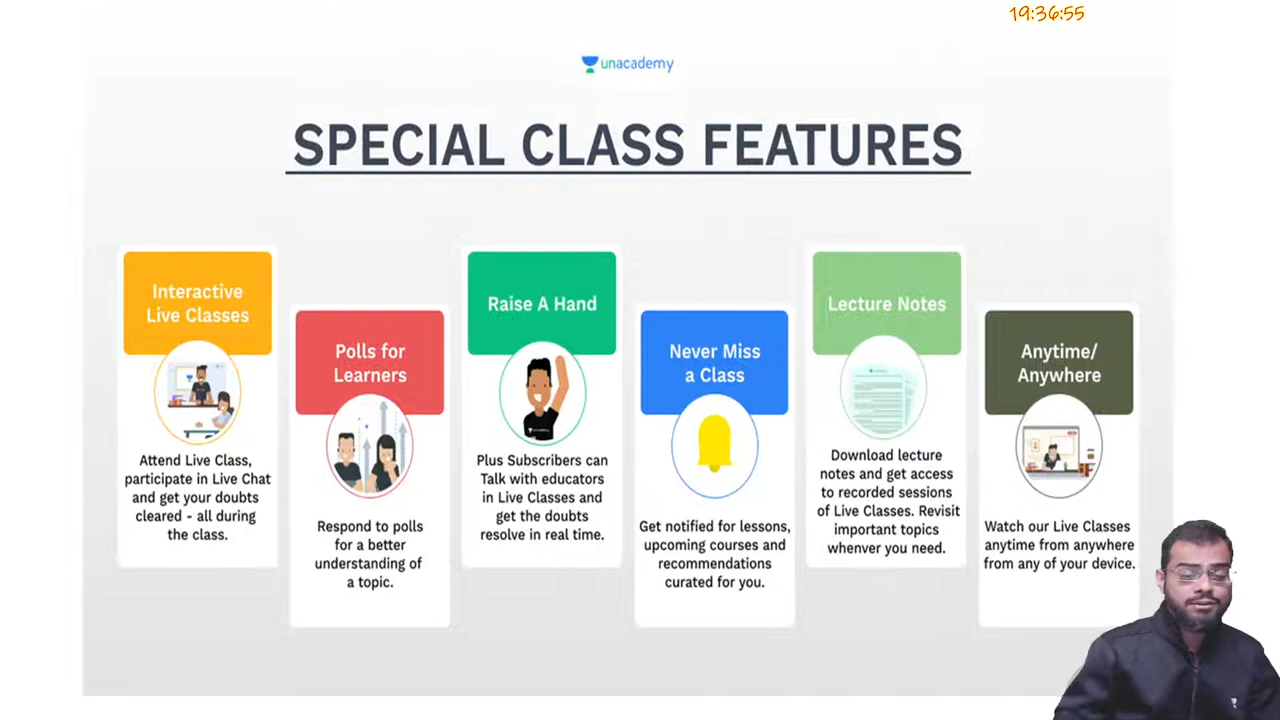 19:36:55
unacademy
SPECIAL CLASS FEATURES
Interactive
Live Classes
Attend Live Class,
participate in Live Chat
and get your doubts
cleared - all during
the class.
Polls for
Learners
Respond to polls
for a better
understanding of
a topic.
Raise A Hand
Plus Subscribers can
Talk with educators
in Live Classes and
get the doubts
resolve in real time.
Never Miss
a Class
Get notified for lessons,
upcoming courses and
recommendations
curated for you.
Lecture Notes
Download lecture
notes and get access
to recorded sessions
of Live Classes. Revisit
important topics
whenver you need.
Anytime/
Anywhere
Watch our Live Classes
anytime from anywhere
from any of your device.